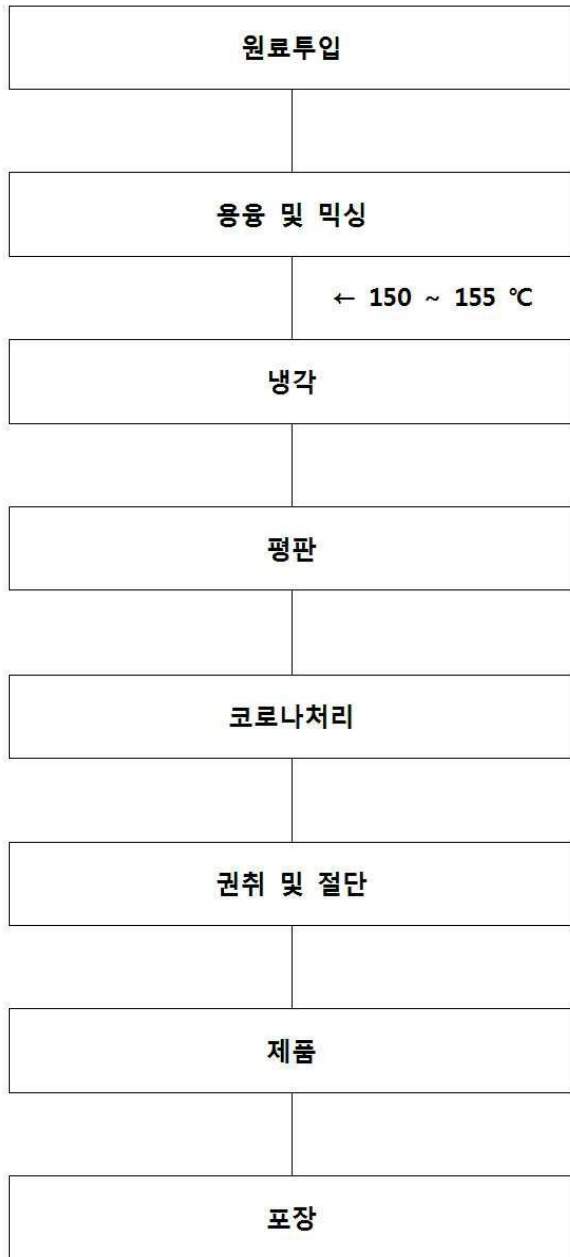 원료투입
용융 및 믹싱
← 150 ~ 155 ℃
냉각
평판
코로나처리
권취 및 절단
제품
포장